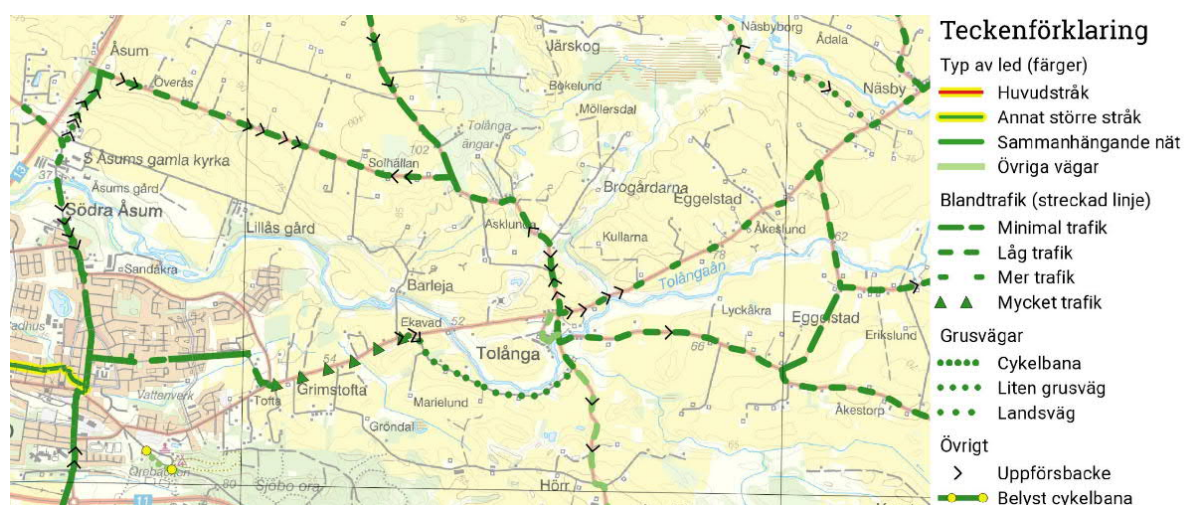 Åsum
Överås
13
S Åsums gamla kyrka
37
Åsums gård
Södra Åsum
Sandåkra
Lillås gård
Solhällan
102
Tolånga
ängar
Asklunda
Järskog
Bökelund
Möllersdal
Brogårdarna
Eggelstad
Kullarna
Åkeslund
78
Tolångaån
62
Näsbyborg
Ådala
Näsby
Barleja
Ekavad
52
Tolånga
Lyckåkra
66
Eggelstad
Erikslund
Åkestorp
54
Grimstofta
Tofta
Marielund
Gröndal
Vattenverk
Sjöbo ora
80
11
Hörr
Teckenförklaring
Typ av led (färger)
Huvudstråk
Annat större stråk
Sammanhängande nät
Övriga vägar
Blandtrafik (streckad linje)
Minimal trafik
Låg trafik
Mer trafik
Mycket trafik
Grusvägar
Cykelbana
Liten grusväg
Landsväg
Övrigt
Uppförsbacke
Belyst cykelbana